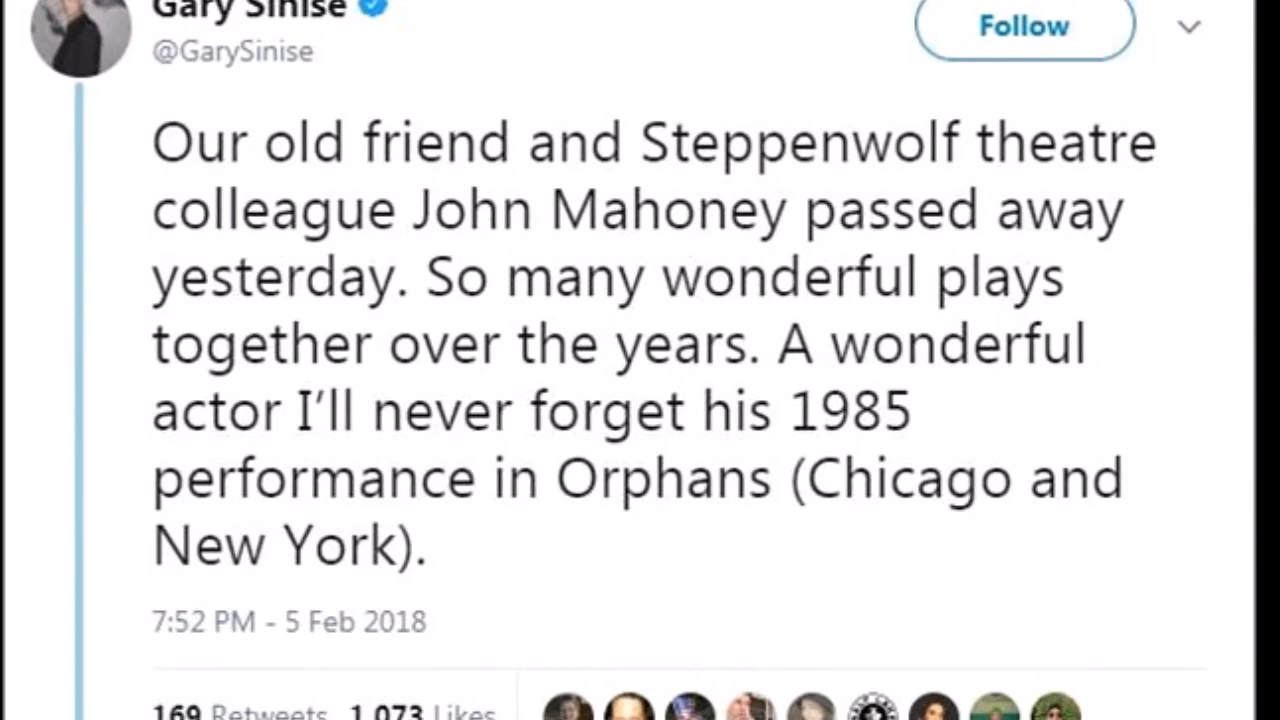 Gary Sinise
@GarySinise
Follow
Our old friend and Steppenwolf theatre
colleague John Mahoney passed away
yesterday. So many wonderful plays
together over the years. A wonderful
actor I’ll never forget his 1985
performance in Orphans (Chicago and
New York).
7:52 PM - 5 Feb 2018
169 Retweets 1,073 Likes